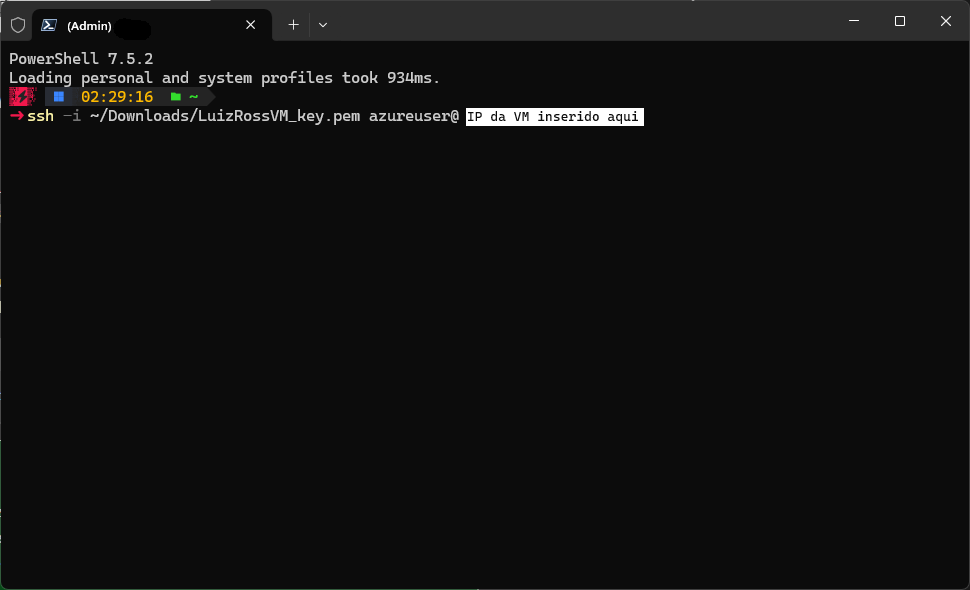 (Admin)
PowerShell 7.5.2
Loading personal and system profiles took 934ms.
02:29:16 ~
ssh -i ~/Downloads/LuizRossVM_key.pem azureuser@ IP da VM inserido aqui